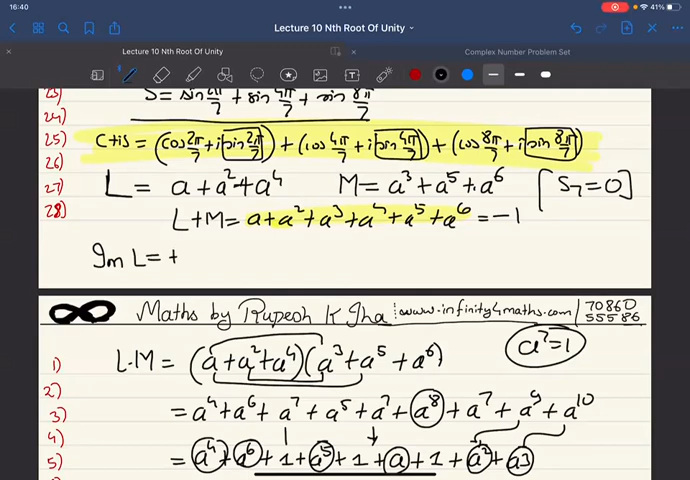 16:40
41%
Lecture 10 Nth Root Of Unity
Lecture 10 Nth Root Of Unity
Complex Number Problem Set
23) S = sin 2π/7 + sin 4π/7 + sin 8π/7
24)
25) C+is = (cos 2π/7 + i sin 2π/7) + (cos 4π/7 + i sin 4π/7) + (cos 8π/7 + i sin 8π/7)
26)
27) L = a + a² + a⁴ M = a³ + a⁵ + a⁶ [S₇ = 0]
28) L+M = a + a² + a³ + a⁴ + a⁵ + a⁶ = −1
Im L = +
∞ Maths by Rupesh K Jha www.infinity4maths.com/ 70860 55586
1) L·M = (a + a² + a⁴)(a³ + a⁵ + a⁶) a⁷=1
2)
3) = a⁴ + a⁶ + a⁷ + a⁵ + a⁷ + a⁸ + a⁷ + a⁹ + a¹⁰
4)
5) = a⁴ + a⁶ + 1 + a⁵ + 1 + a + 1 + a² + a3